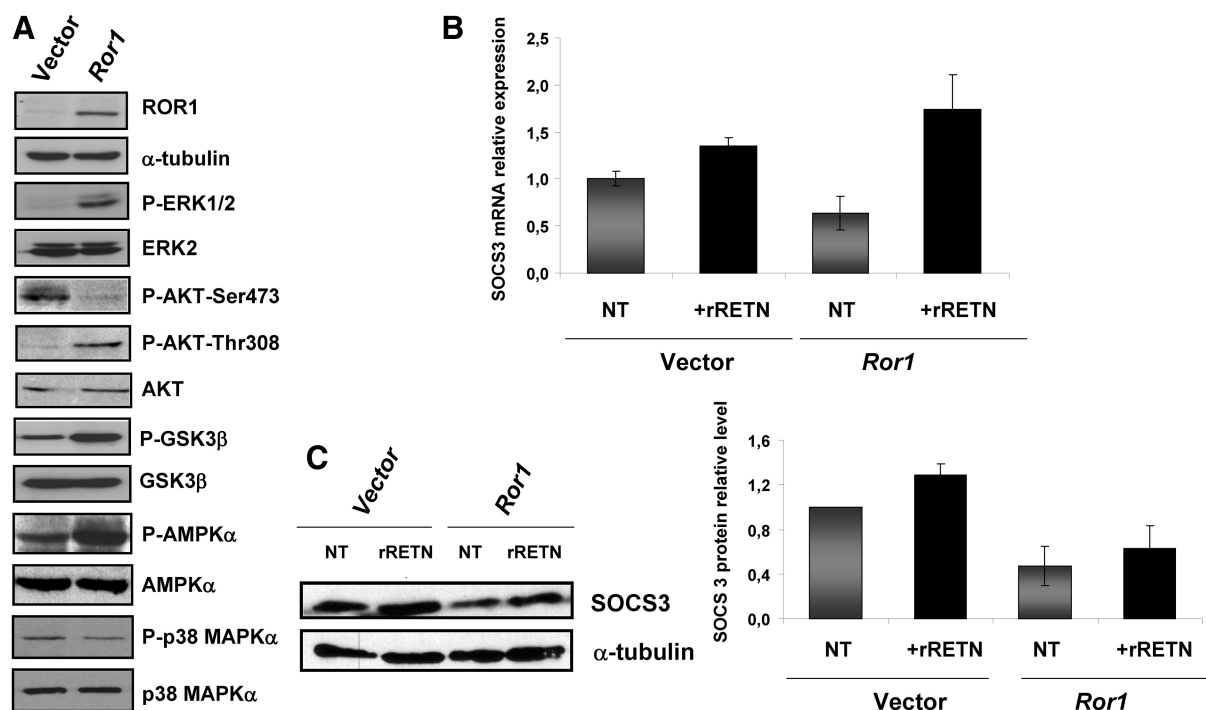 A
Vector
Ror1
ROR1
α-tubulin
P-ERK1/2
ERK2
P-AKT-Ser473
P-AKT-Thr308
AKT
P-GSK3β
GSK3β
P-AMPKα
AMPKα
P-p38 MAPKα
p38 MAPKα
B
SOCS3 mRNA relative expression
2,5
2,0
1,5
1,0
0,5
0,0
NT +rRETN NT +rRETN
Vector Ror1
C
Vector Ror1
NT rRETN NT rRETN
SOCS3
α-tubulin
SOCS 3 protein relative level
1,6
1,2
0,8
0,4
0,0
NT +rRETN NT +rRETN
Vector Ror1